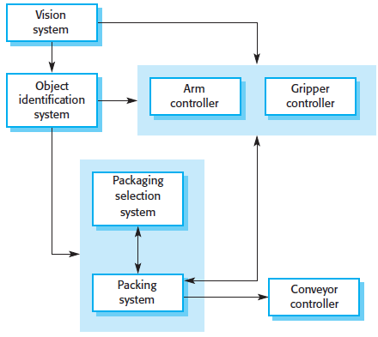 Vision
system
Object
identification
system
Arm
controller
Gripper
controller
Packaging
selection
system
Packing
system
Conveyor
controller